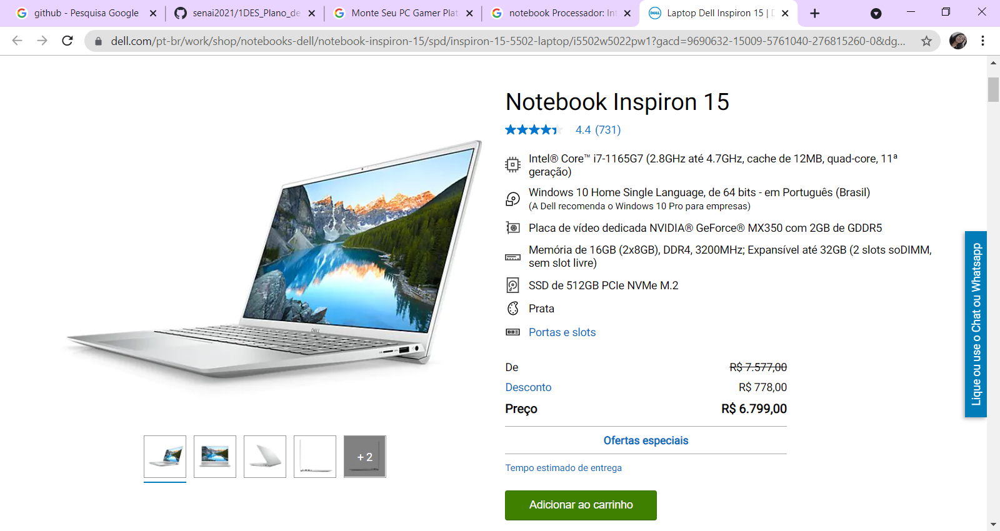 github - Pesquisa Google
senai2021/1DES_Plano_de
Monte Seu PC Gamer Plat
notebook Processador: Int
DELL
Laptop Dell Inspiron 15 | D
dell.com/pt-br/work/shop/notebooks-dell/notebook-inspiron-15/spd/inspiron-15-5502-laptop/i5502w5022pw1?gacd=9690632-15009-5761040-276815260-0&dg...
Notebook Inspiron 15
4.4 (731)
Intel® Core™ i7-1165G7 (2.8GHz até 4.7GHz, cache de 12MB, quad-core, 11ª
geração)
Windows 10 Home Single Language, de 64 bits - em Português (Brasil)
(A Dell recomenda o Windows 10 Pro para empresas)
Placa de vídeo dedicada NVIDIA® GeForce® MX350 com 2GB de GDDR5
Memória de 16GB (2x8GB), DDR4, 3200MHz; Expansível até 32GB (2 slots soDIMM,
sem slot livre)
SSD de 512GB PCIe NVMe M.2
Prata
Portas e slots
De R$ 7.577,00
Desconto R$ 778,00
Preço R$ 6.799,00
Ofertas especiais
Tempo estimado de entrega
Adicionar ao carrinho
+ 2
DELL
Lique ou use o Chat ou Whatsapp